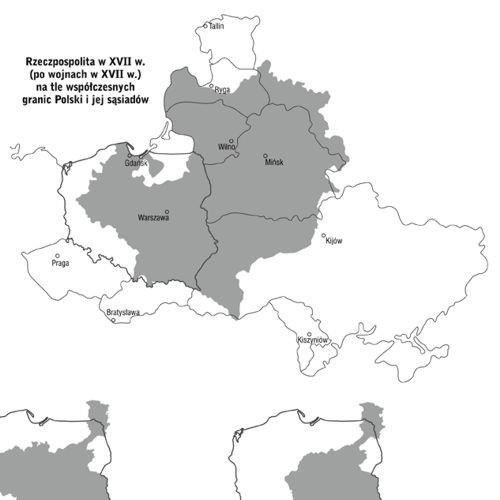 Tallin
Rzeczpospolita w XVII w.
(po wojnach w XVII w.)
na tle współczesnych
granic Polski i jej sąsiadów
Ryga
Wilno
Gdańsk
Mińsk
Warszawa
Kijów
Praga
Bratysława
Kiszyniów